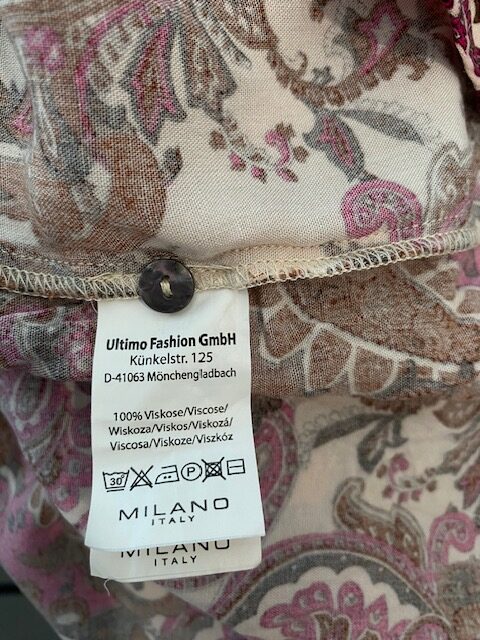 Ultimo Fashion GmbH
Künkelstr. 125
D-41063 Mönchengladbach
100% Viskose/Viscose/
Wiskoza/Viskos/Viskozá/
Viscosa/Viskoze/Viszkóz
30° P
MILANO
ITALY
MILANO
ITALY